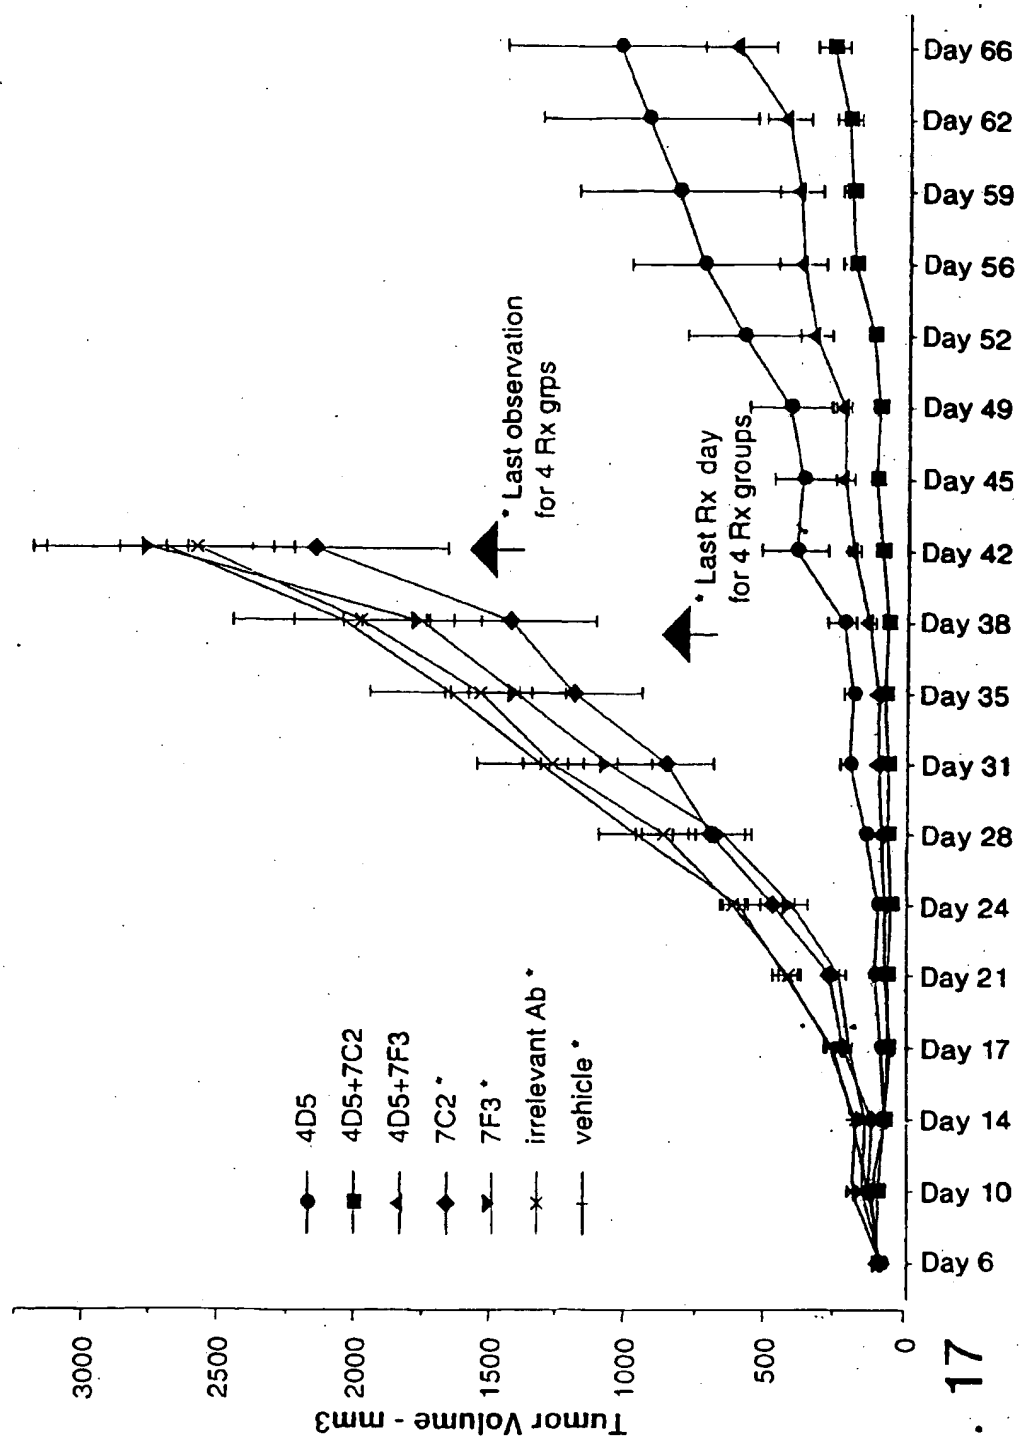 Tumor Volume - mm3
3000
2500
2000
1500
1000
500
0
4D5
4D5+7C2
4D5+7F3
7C2 *
7F3 *
irrelevant Ab *
vehicle *
* Last observation
for 4 Rx grps
* Last Rx day
for 4 Rx groups
Day 6
Day 10
Day 14
Day 17
Day 21
Day 24
Day 28
Day 31
Day 35
Day 38
Day 42
Day 45
Day 49
Day 52
Day 56
Day 59
Day 62
Day 66
17